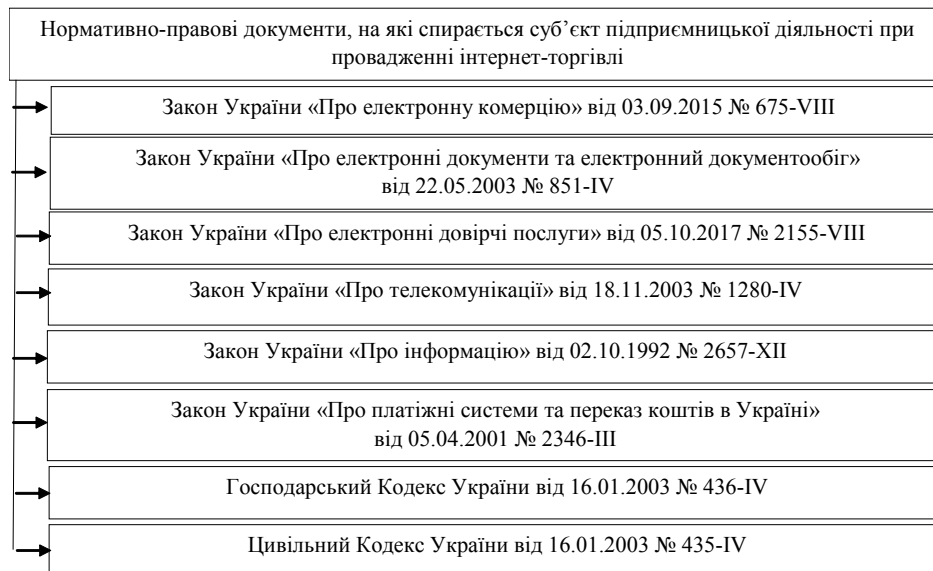 Нормативно-правові документи, на які спирається суб’єкт підприємницької діяльності при
провадженні інтернет-торгівлі
Закон України «Про електронну комерцію» від 03.09.2015 № 675-VIII
Закон України «Про електронні документи та електронний документообіг»
від 22.05.2003 № 851-IV
Закон України «Про електронні довірчі послуги» від 05.10.2017 № 2155-VIII
Закон України «Про телекомунікації» від 18.11.2003 № 1280-IV
Закон України «Про інформацію» від 02.10.1992 № 2657-XII
Закон України «Про платіжні системи та переказ коштів в Україні»
від 05.04.2001 № 2346-III
Господарський Кодекс України від 16.01.2003 № 436-IV
Цивільний Кодекс України від 16.01.2003 № 435-IV